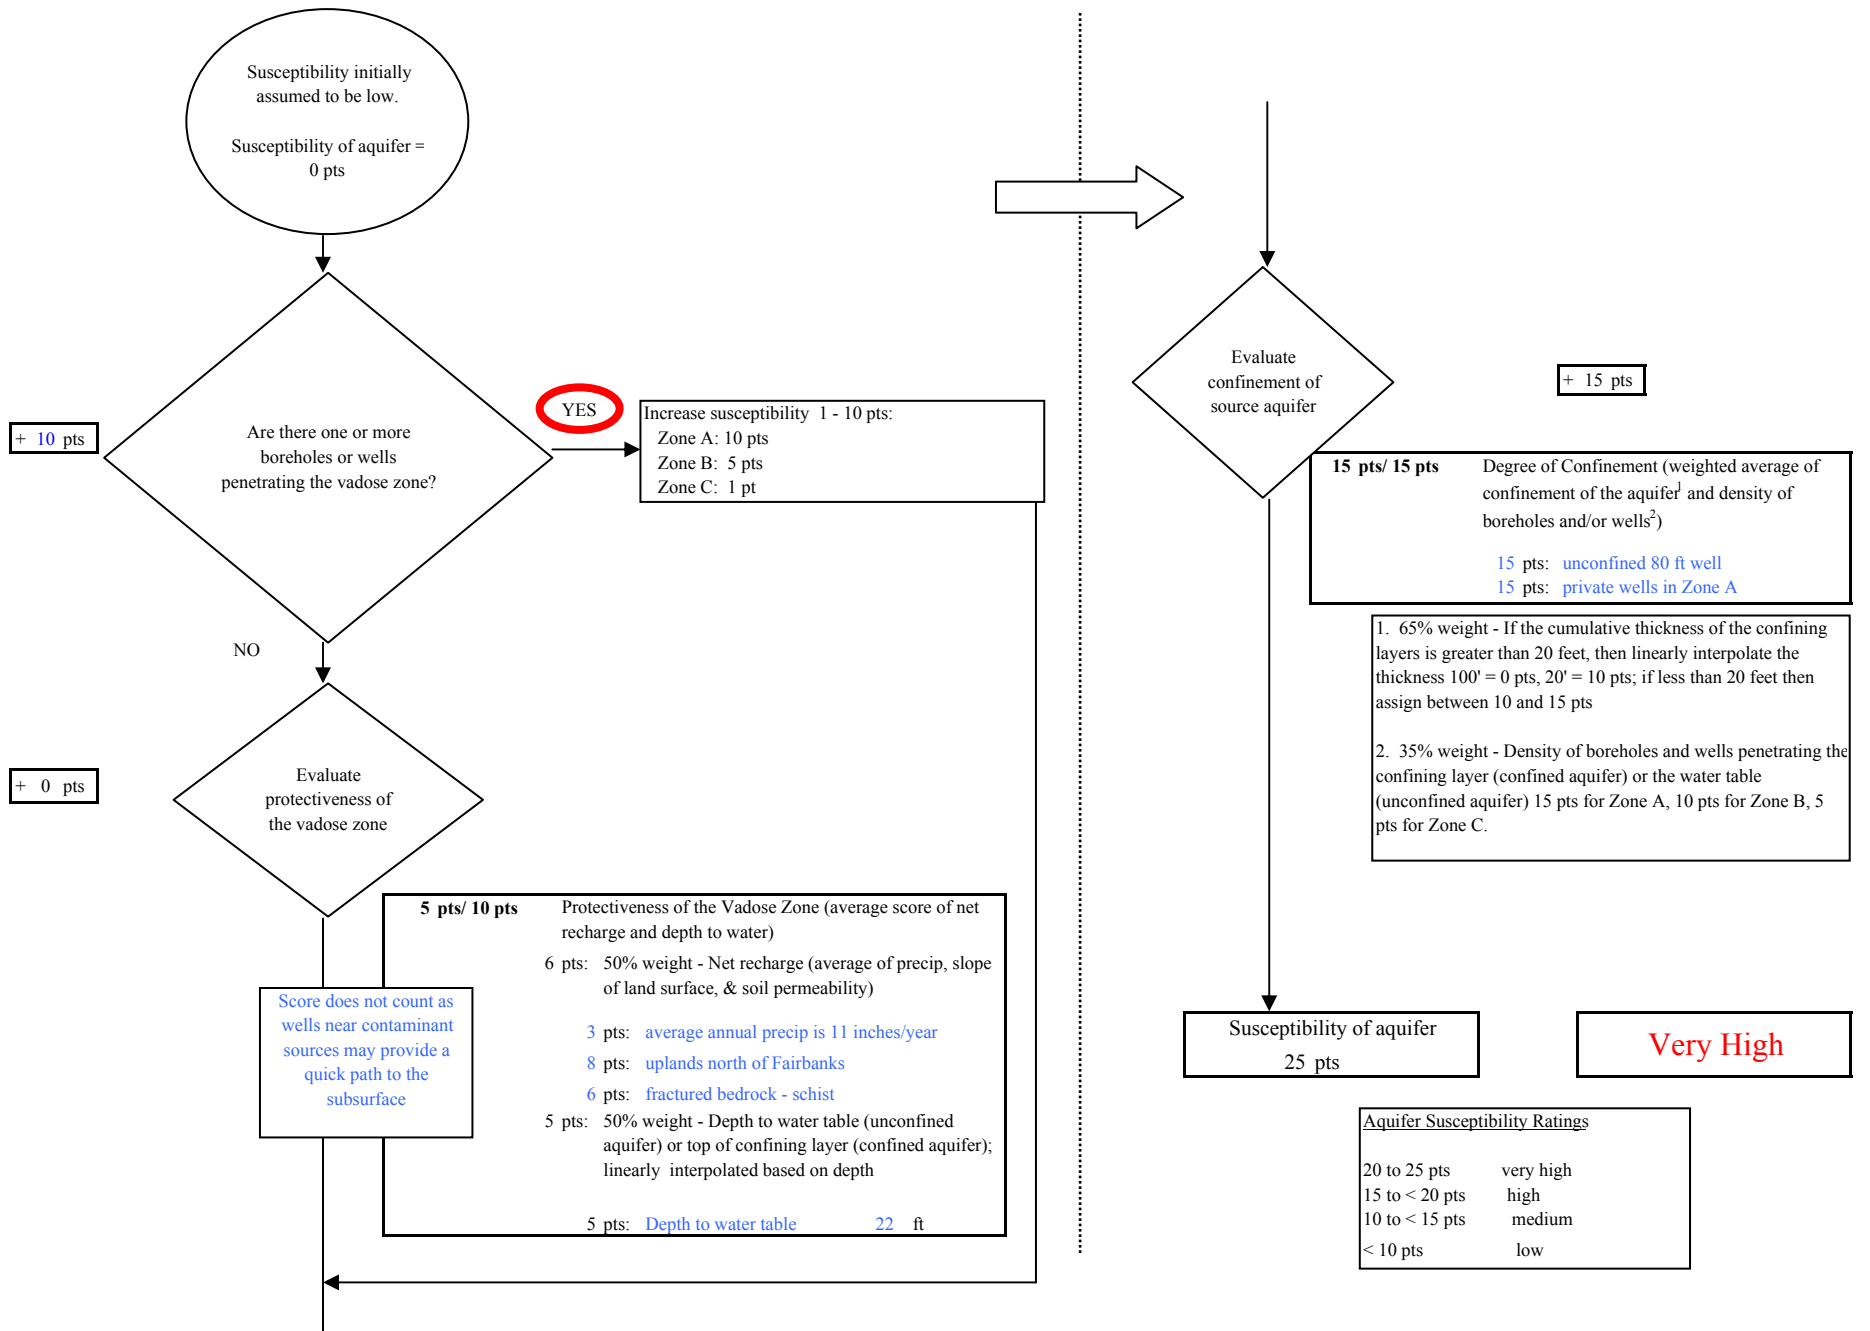 Susceptibility initially
assumed to be low.
Susceptibility of aquifer =
0 pts
+ 10 pts
Are there one or more
boreholes or wells
penetrating the vadose zone?
YES
Increase susceptibility 1 - 10 pts:
Zone A: 10 pts
Zone B: 5 pts
Zone C: 1 pt
NO
+ 0 pts
Evaluate
protectiveness of
the vadose zone
5 pts/ 10 pts Protectiveness of the Vadose Zone (average score of net
recharge and depth to water)
6 pts: 50% weight - Net recharge (average of precip, slope
of land surface, & soil permeability)
3 pts: average annual precip is 11 inches/year
8 pts: uplands north of Fairbanks
6 pts: fractured bedrock - schist
5 pts: 50% weight - Depth to water table (unconfined
aquifer) or top of confining layer (confined aquifer);
linearly interpolated based on depth
5 pts: Depth to water table 22 ft
Score does not count as
wells near contaminant
sources may provide a
quick path to the
subsurface
Evaluate
confinement of
source aquifer
+ 15 pts
15 pts/ 15 pts Degree of Confinement (weighted average of
confinement of the aquifer1 and density of
boreholes and/or wells2)
15 pts: unconfined 80 ft well
15 pts: private wells in Zone A
1. 65% weight - If the cumulative thickness of the confining
layers is greater than 20 feet, then linearly interpolate the
thickness 100' = 0 pts, 20' = 10 pts; if less than 20 feet then
assign between 10 and 15 pts
2. 35% weight - Density of boreholes and wells penetrating the
confining layer (confined aquifer) or the water table
(unconfined aquifer) 15 pts for Zone A, 10 pts for Zone B, 5
pts for Zone C.
Susceptibility of aquifer
25 pts
Very High
Aquifer Susceptibility Ratings
20 to 25 pts very high
15 to < 20 pts high
10 to < 15 pts medium
< 10 pts low